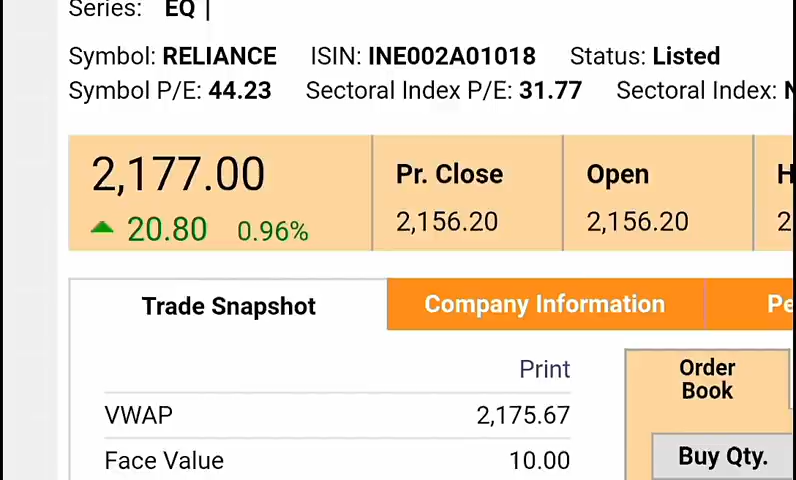 Series: EQ |
Symbol: RELIANCE ISIN: INE002A01018 Status: Listed
Symbol P/E: 44.23 Sectoral Index P/E: 31.77 Sectoral Index:
2,177.00 Pr. Close Open
20.80 0.96% 2,156.20 2,156.20
Trade Snapshot Company Information
Print Order
Book
VWAP 2,175.67
Face Value 10.00 Buy Qty.